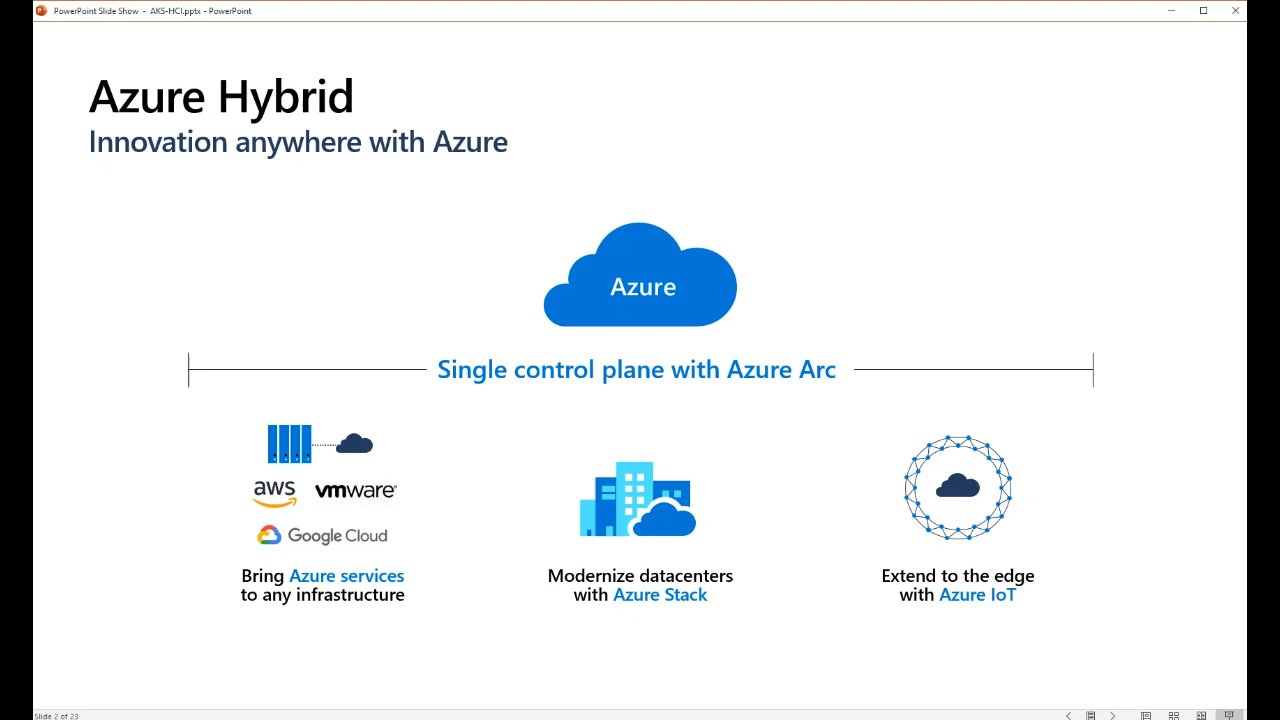 PowerPoint Slide Show - AKS-HCI.pptx - PowerPoint
Azure Hybrid
Innovation anywhere with Azure
Azure
Single control plane with Azure Arc
aws
vmware®
Google Cloud
Bring Azure services
to any infrastructure
Modernize datacenters
with Azure Stack
Extend to the edge
with Azure IoT
Slide 2 of 23